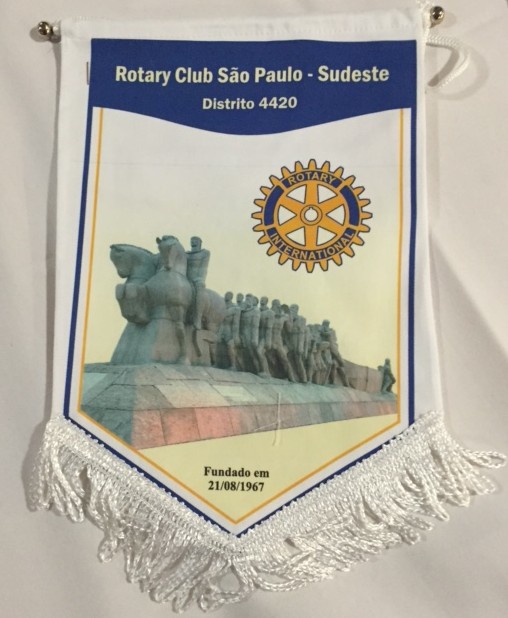 Rotary Club São Paulo - Sudeste
Distrito 4420
ROTARY
INTERNATIONAL
Fundado em
21/08/1967